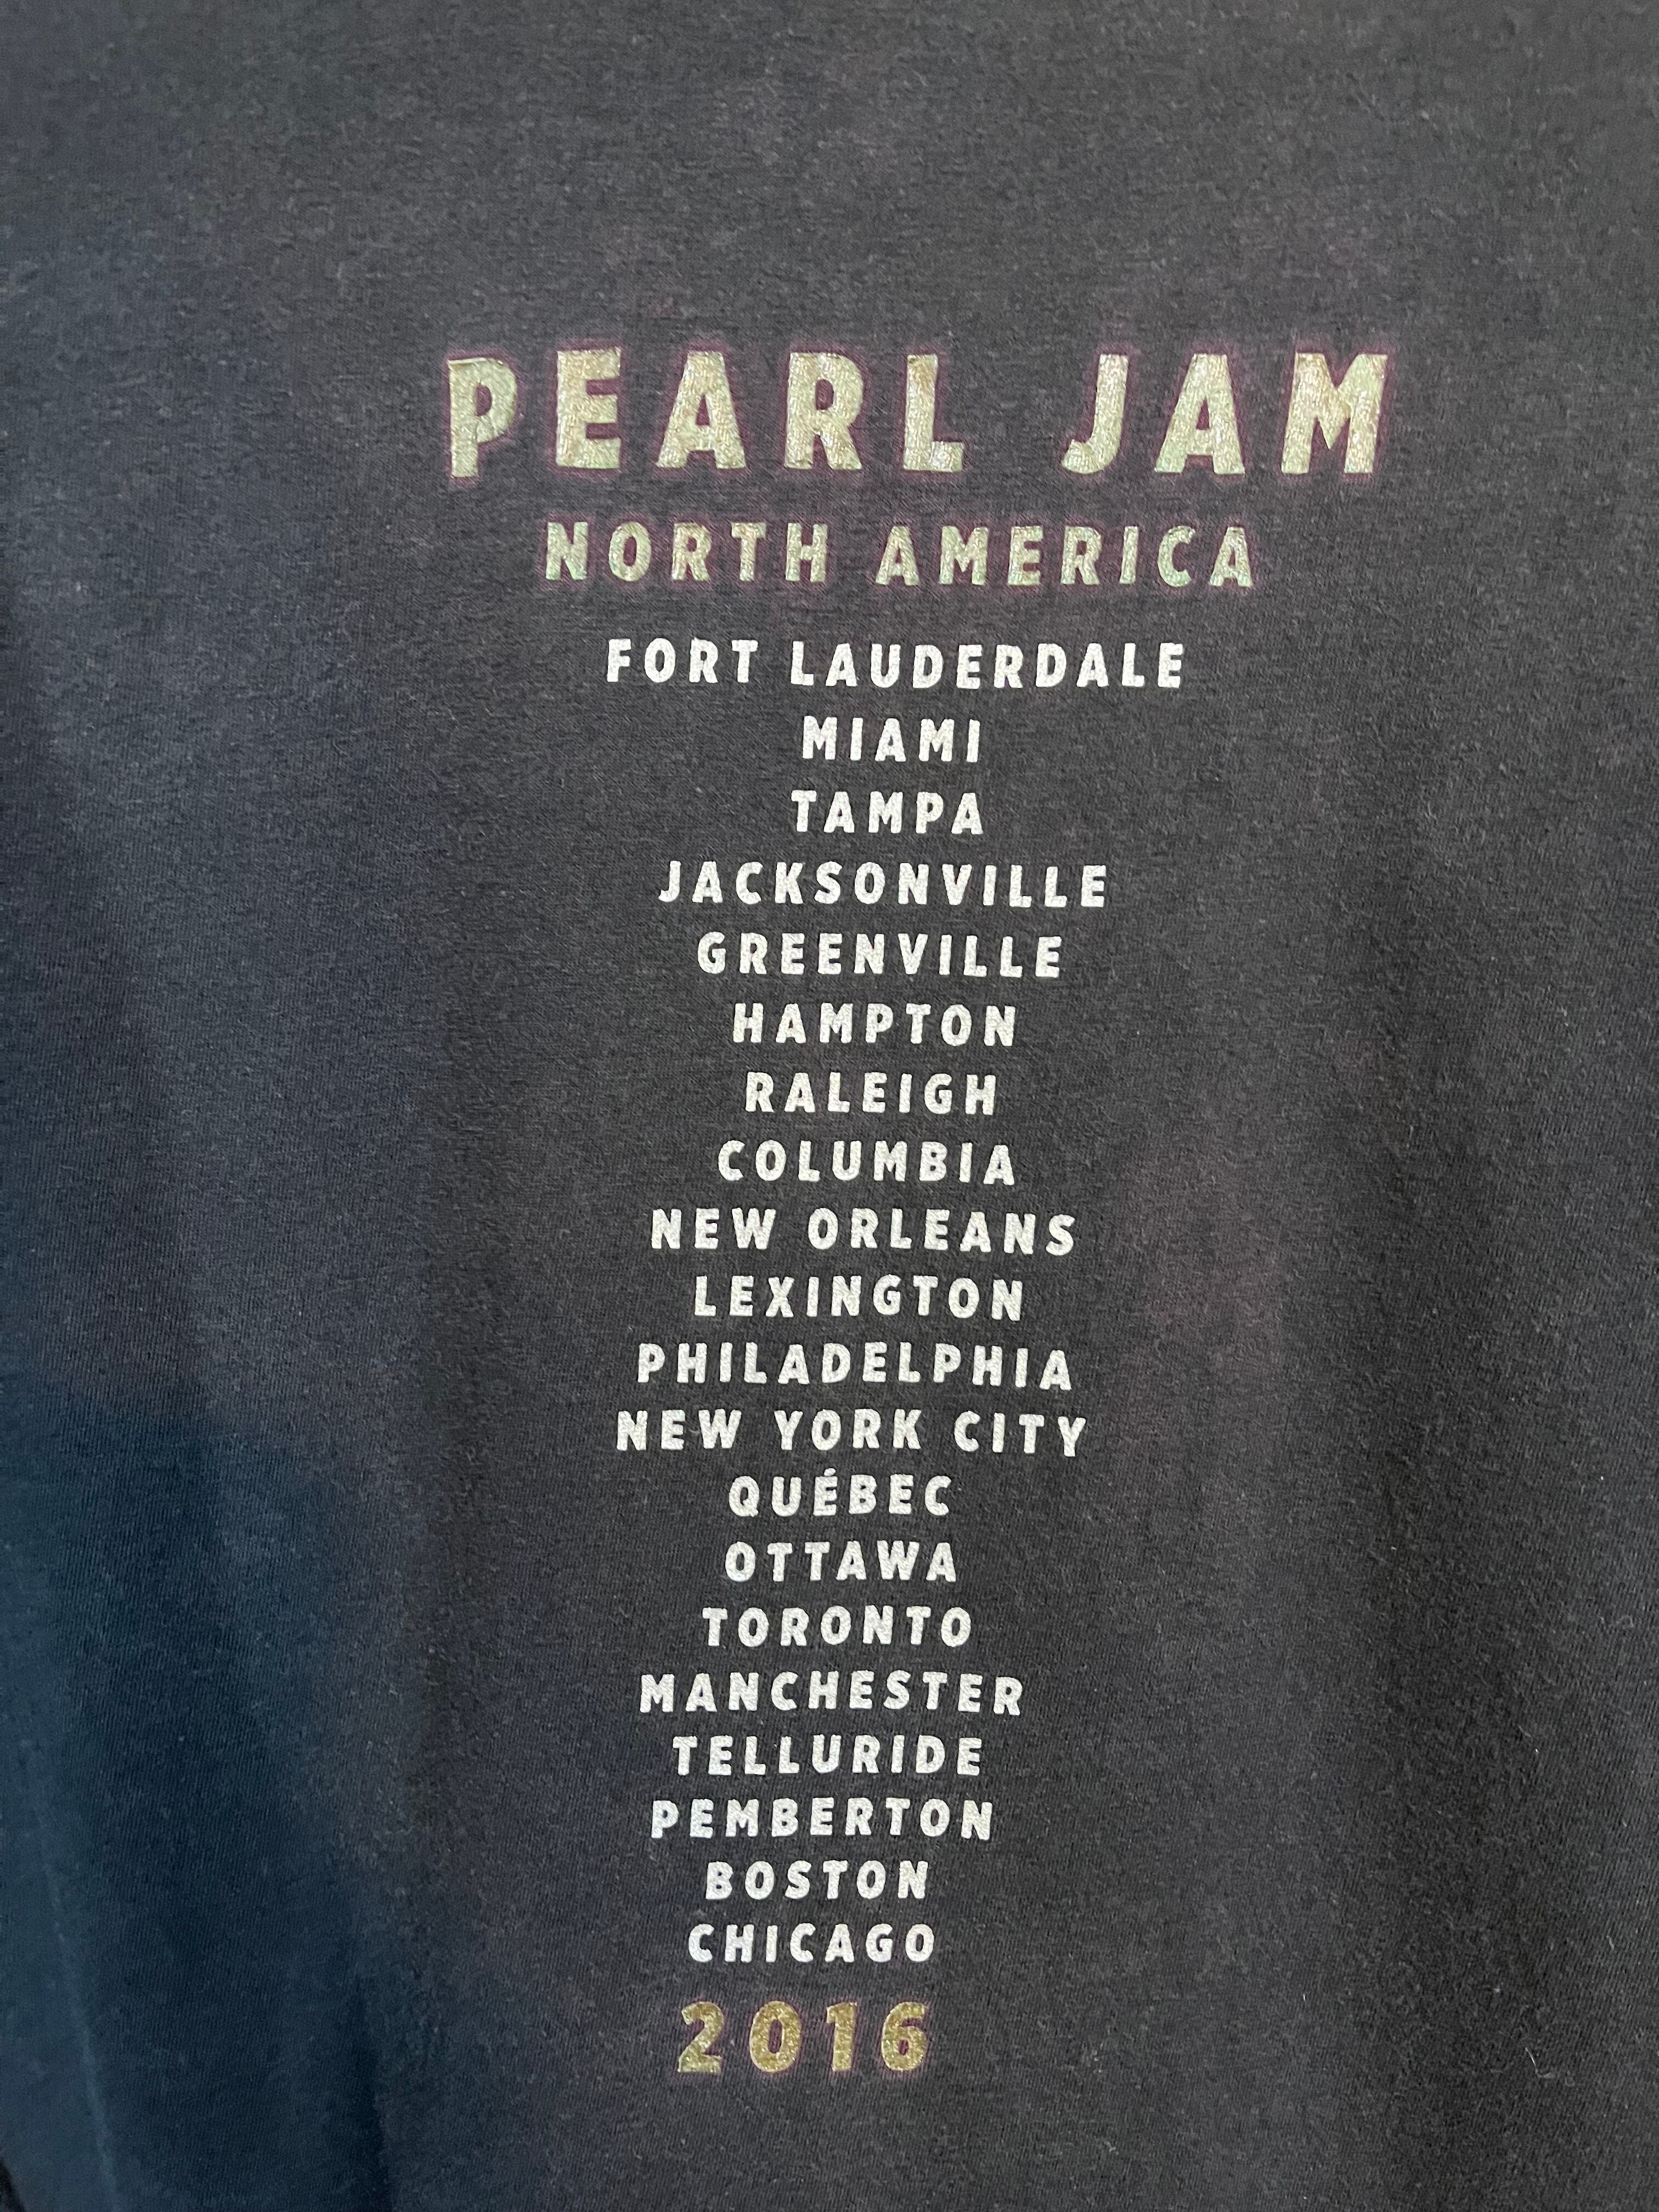 PEARL JAM
NORTH AMERICA
FORT LAUDERDALE
MIAMI
TAMPA
JACKSONVILLE
GREENVILLE
HAMPTON
RALEIGH
COLUMBIA
NEW ORLEANS
LEXINGTON
PHILADELPHIA
NEW YORK CITY
QUÉBEC
OTTAWA
TORONTO
MANCHESTER
TELLURIDE
PEMBERTON
BOSTON
CHICAGO
2016